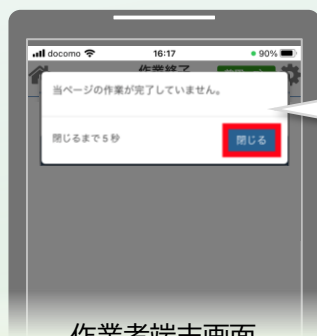 docomo 16:17 90%
作業終了
当ページの作業が完了していません。
閉じるまで5秒 閉じる
作業者端末画面